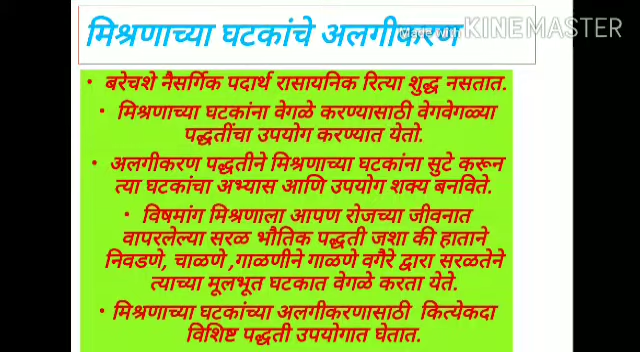 मिश्रणाच्या घटकांचे अलगीकरण
Made with KINEMASTER
• बरेचशे नैसर्गिक पदार्थ रासायनिक रित्या शुद्ध नसतात.
• मिश्रणाच्या घटकांना वेगळे करण्यासाठी वेगवेगळ्या
पद्धतींचा उपयोग करण्यात येतो.
• अलगीकरण पद्धतीने मिश्रणाच्या घटकांना सुटे करून
त्या घटकांचा अभ्यास आणि उपयोग शक्य बनविते.
• विषमांग मिश्रणाला आपण रोजच्या जीवनात
वापरलेल्या सरळ भौतिक पद्धती जशा की हाताने
निवडणे, चाळणे ,गाळणीने गाळणे वगैरे द्वारा सरळतेने
त्याच्या मूलभूत घटकात वेगळे करता येते.
• मिश्रणाच्या घटकांच्या अलगीकरणासाठी कित्येकदा
विशिष्ट पद्धती उपयोगात घेतात.